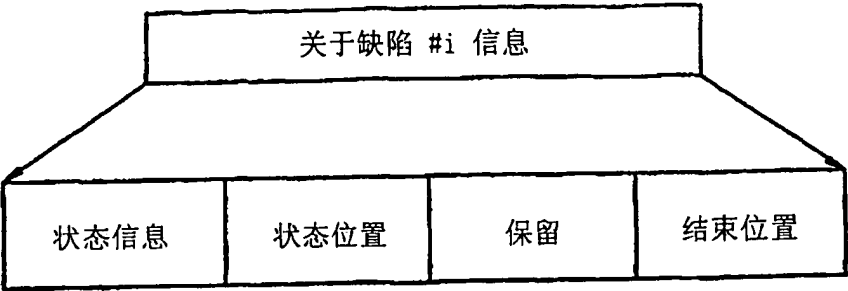 关于缺陷 #i 信息
状态信息
状态位置
保留
结束位置